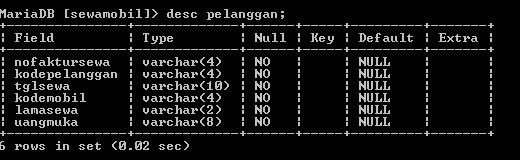 MariaDB [sewamobil]> desc pelanggan;
| Field | Type | Null | Key | Default | Extra |
| nofaktursewa | varchar(4) | NO | | NULL | |
| kodepelanggan | varchar(4) | NO | | NULL | |
| tglsewa | varchar(10) | NO | | NULL | |
| kodemobil | varchar(4) | NO | | NULL | |
| lamasewa | varchar(2) | NO | | NULL | |
| uangmuka | varchar(8) | NO | | NULL | |
6 rows in set (0.02 sec)